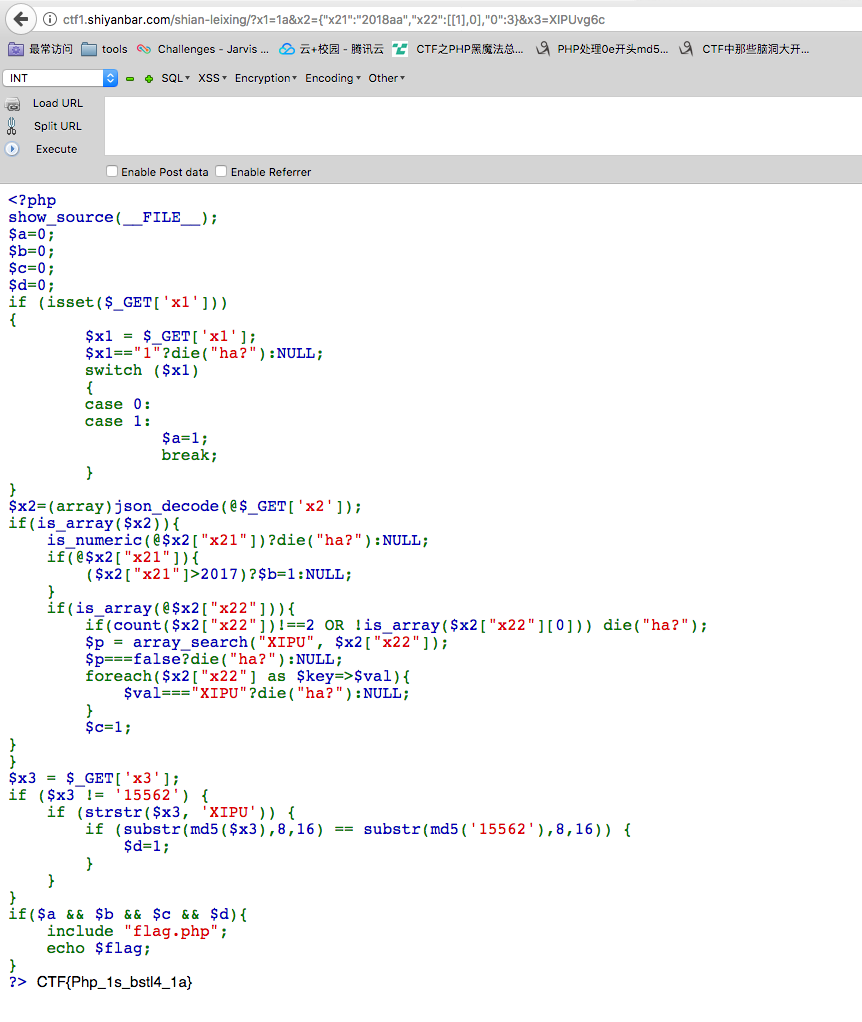 ctf1.shiyanbar.com/shian-leixing/?x1=1a&x2={"x21":"2018aa","x22":[[1],0],"0":3}&x3=XIPUvg6c
最常访问 tools Challenges - Jarvis ... 云+校园 - 腾讯云 CTF之PHP黑魔法总... PHP处理0e开头md5... CTF中那些脑洞大开...
INT SQL XSS Encryption Encoding Other
Load URL
Split URL
Execute
Enable Post data Enable Referrer
<?php
show_source(__FILE__);
$a=0;
$b=0;
$c=0;
$d=0;
if (isset($_GET['x1']))
{
        $x1 = $_GET['x1'];
        $x1=="1"?die("ha?"):NULL;
        switch ($x1)
        {
        case 0:
        case 1:
                $a=1;
                break;
        }
}
$x2=(array)json_decode(@$_GET['x2']);
if(is_array($x2)){
    is_numeric(@$x2["x21"])?die("ha?"):NULL;
    if(@$x2["x21"]){
        ($x2["x21"]>2017)?$b=1:NULL;
    }
    if(is_array(@$x2["x22"])){
        if(count($x2["x22"])!==2 OR !is_array($x2["x22"][0])) die("ha?");
        $p = array_search("XIPU", $x2["x22"]);
        $p===false?die("ha?"):NULL;
        foreach($x2["x22"] as $key=>$val){
            $val==="XIPU"?die("ha?"):NULL;
        }
        $c=1;
}
}
$x3 = $_GET['x3'];
if ($x3 != '15562') {
    if (strstr($x3, 'XIPU')) {
        if (substr(md5($x3),8,16) == substr(md5('15562'),8,16)) {
            $d=1;
        }
    }
}
if($a && $b && $c && $d){
    include "flag.php";
    echo $flag;
}
?> CTF{Php_1s_bstl4_1a}